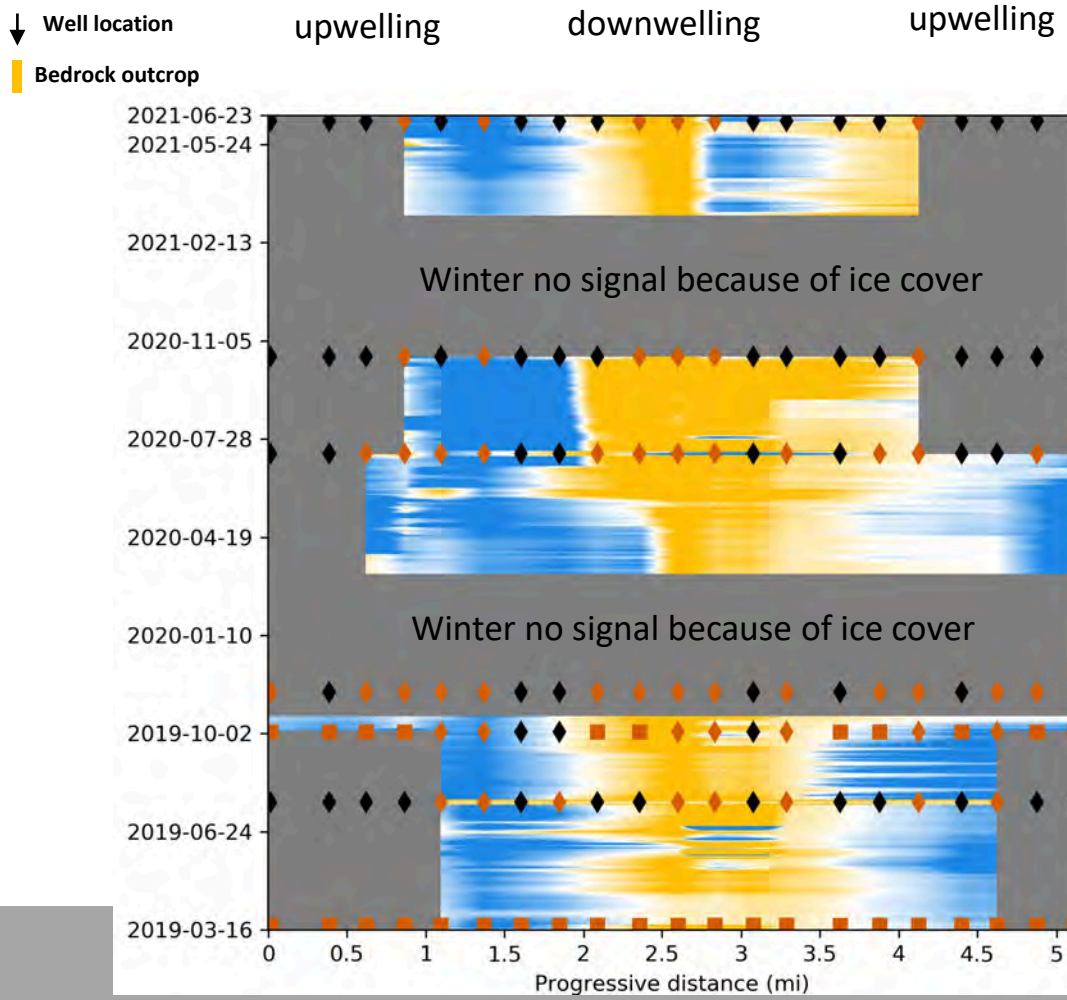 Well location
upwelling
downwelling
upwelling
Bedrock outcrop
2021-06-23
2021-05-24
2021-02-13
Winter no signal because of ice cover
2020-11-05
2020-07-28
2020-04-19
Winter no signal because of ice cover
2020-01-10
2019-10-02
2019-06-24
2019-03-16
0 0.5 1 1.5 2 2.5 3 3.5 4 4.5 5
Progressive distance (mi)